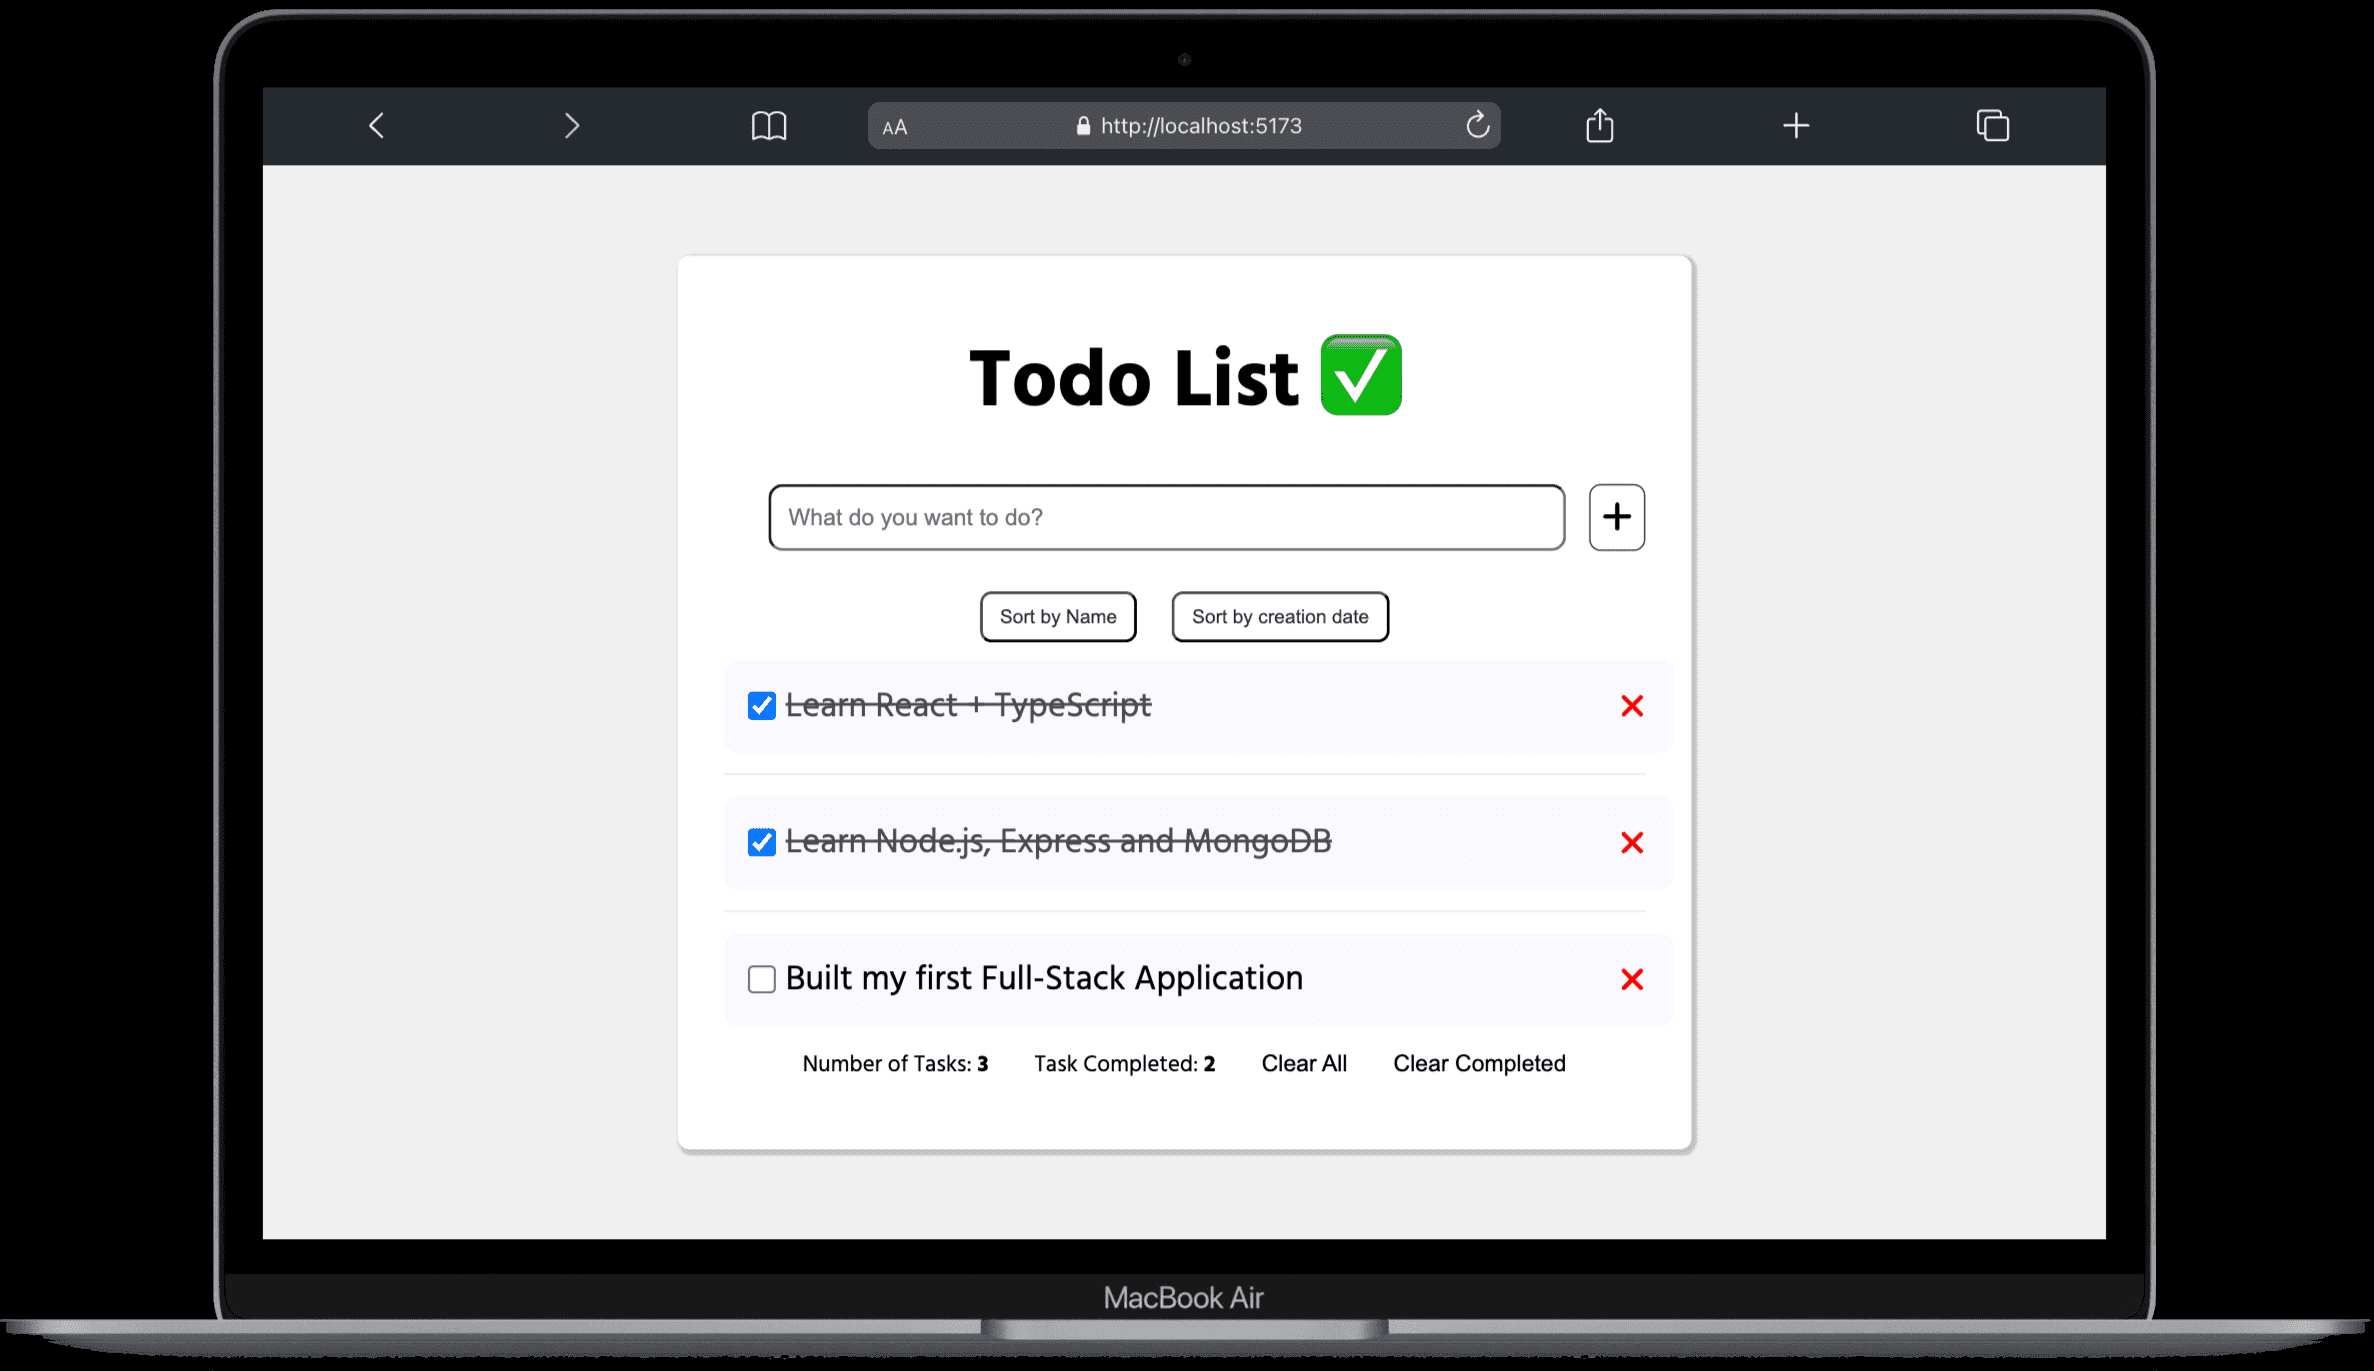 AA http://localhost:5173
Todo List ✅
What do you want to do?
Sort by Name Sort by creation date
Learn React + TypeScript
Learn Node.js, Express and MongoDB
Built my first Full-Stack Application
Number of Tasks: 3 Task Completed: 2 Clear All Clear Completed
MacBook Air